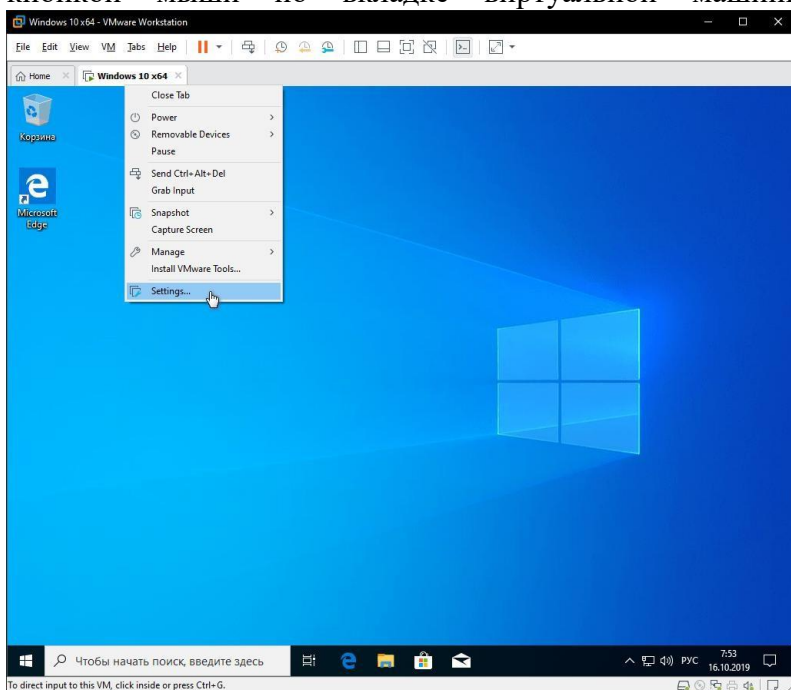 кнопкой мыши по вкладке виртуальной машины
Windows 10 x64 - VMware Workstation
File Edit View VM Tabs Help
Home Windows 10 x64
Close Tab
Power
Removable Devices
Pause
Send Ctrl+Alt+Del
Grab Input
Snapshot
Capture Screen
Manage
Install VMware Tools...
Settings...
Корзина
Microsoft
Edge
Чтобы начать поиск, введите здесь
РУС
7:53
16.10.2019
To direct input to this VM, click inside or press Ctrl+G.